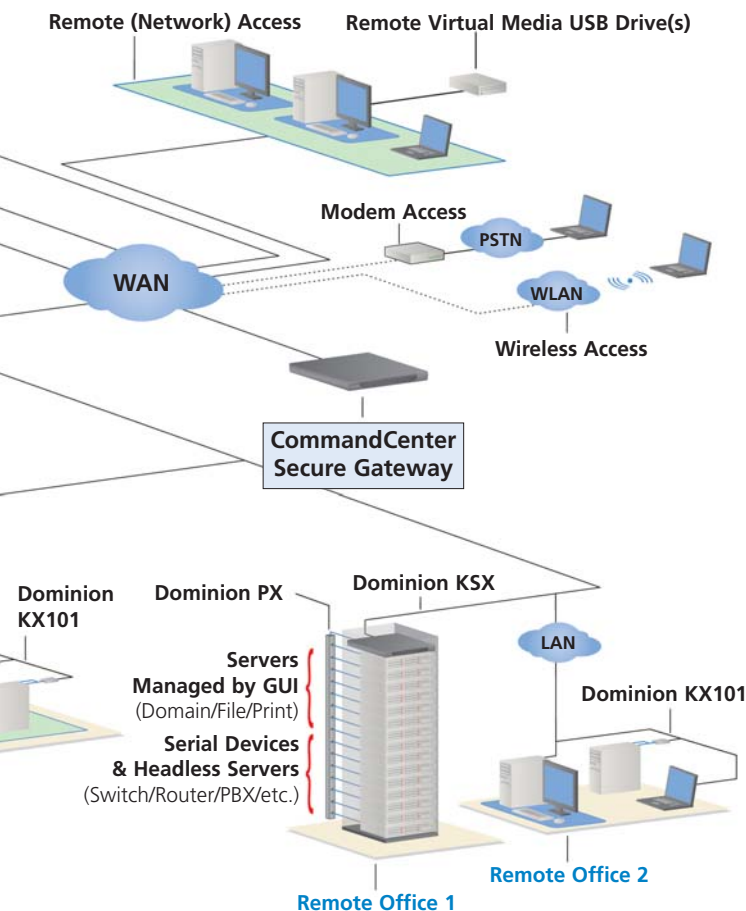 Remote (Network) Access
Remote Virtual Media USB Drive(s)
Modem Access
PSTN
WAN
WLAN
Wireless Access
CommandCenter
Secure Gateway
Dominion
KX101
Dominion PX
Dominion KSX
LAN
Servers
Managed by GUI
(Domain/File/Print)
Dominion KX101
Serial Devices
& Headless Servers
(Switch/Router/PBX/etc.)
Remote Office 2
Remote Office 1